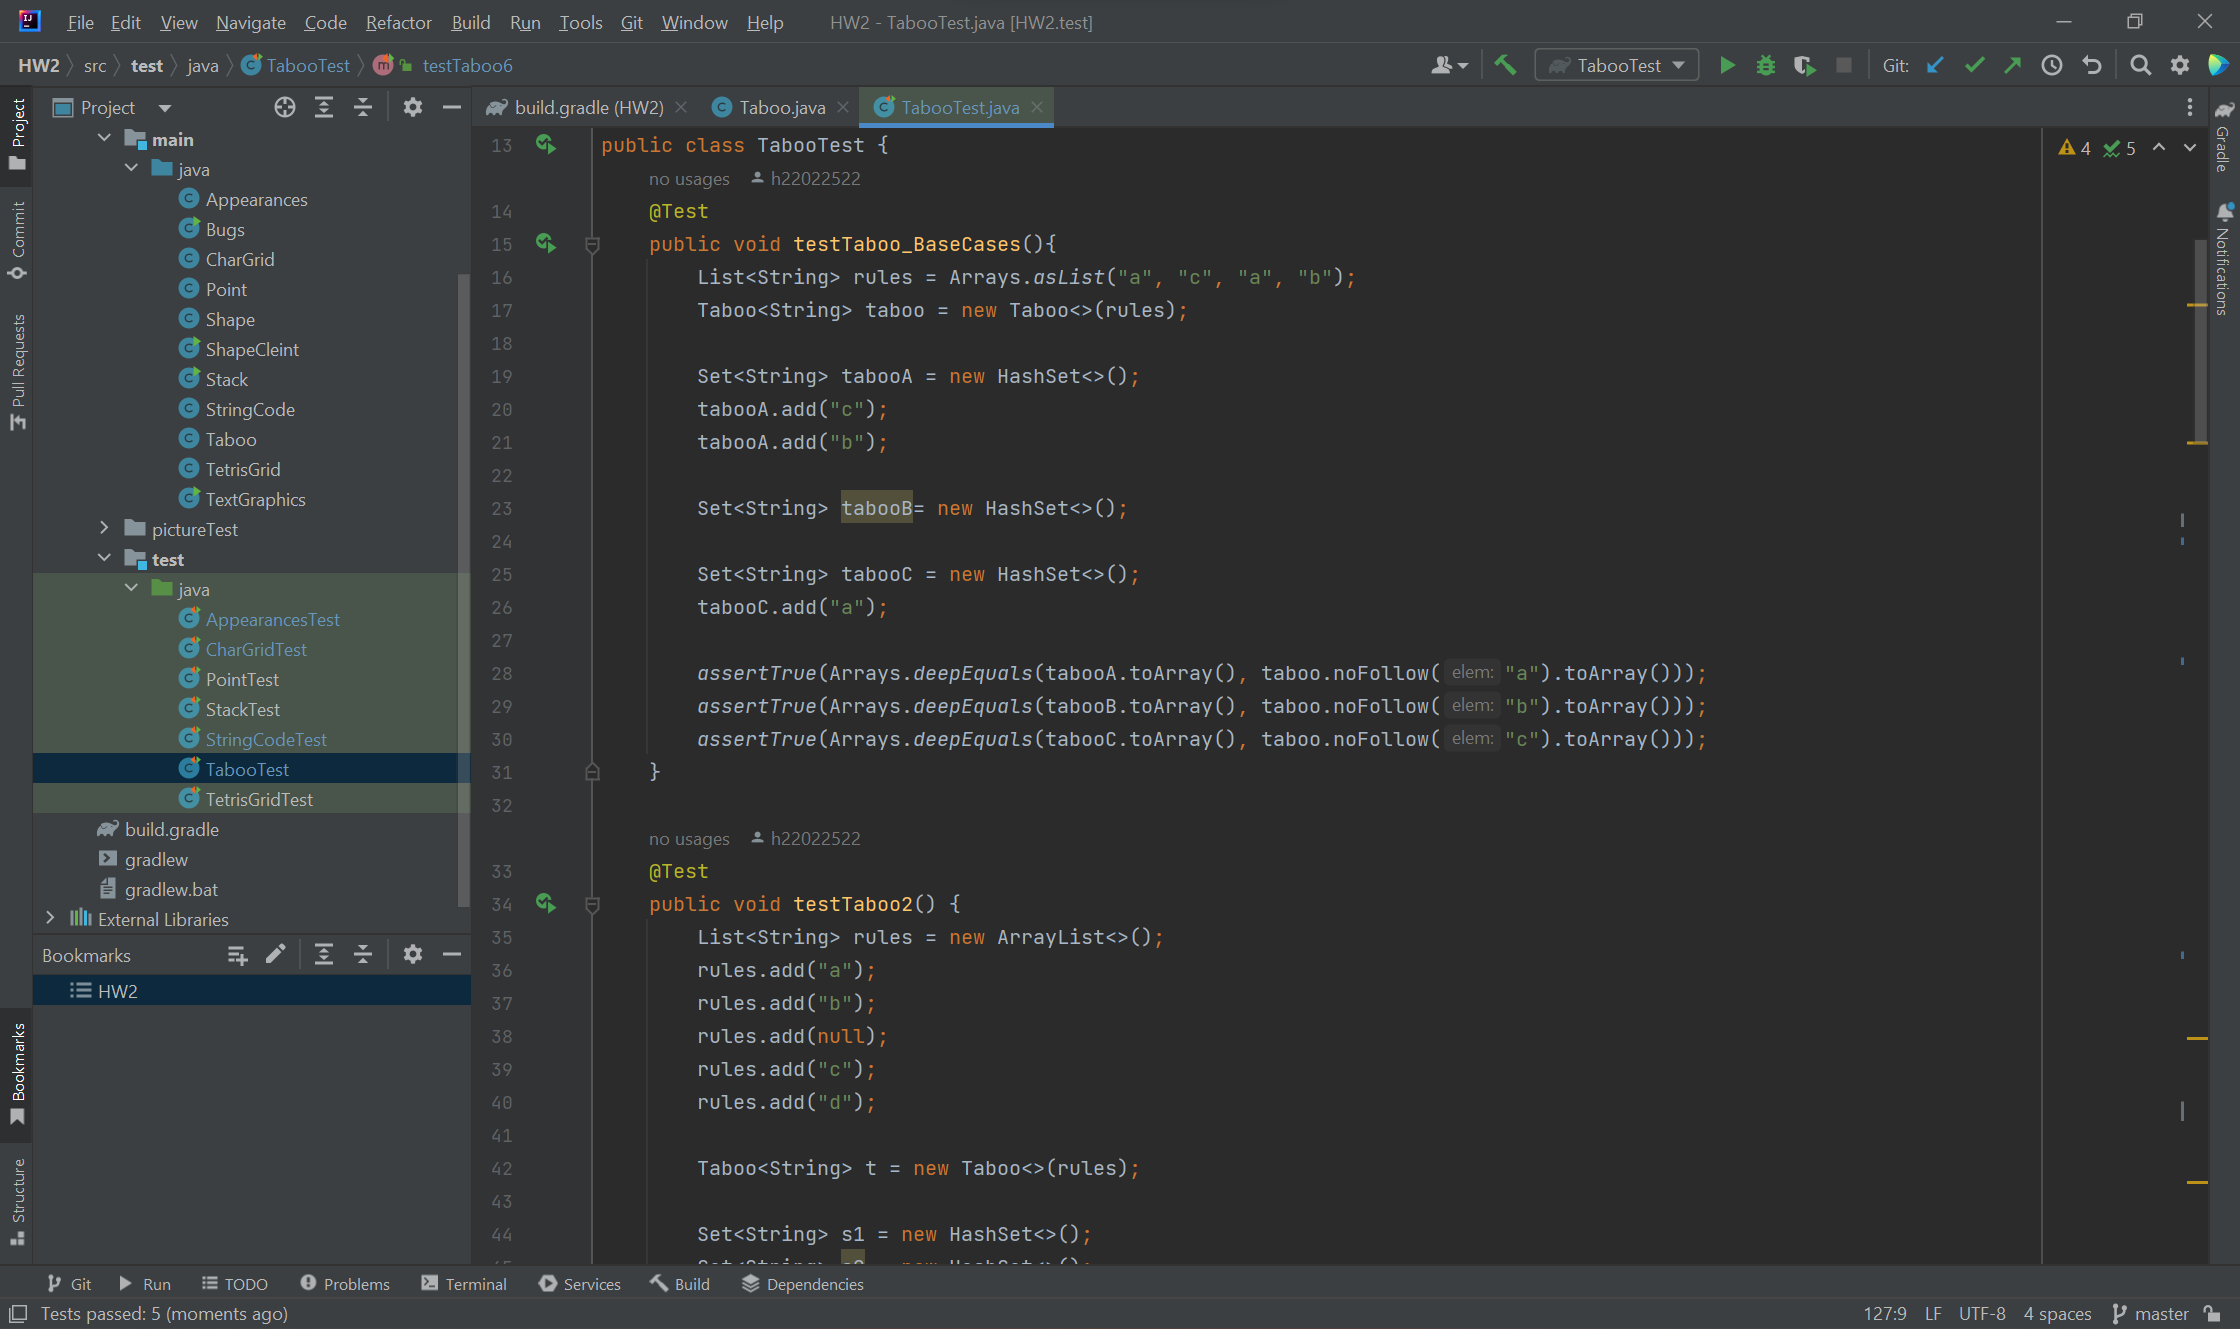 File Edit View Navigate Code Refactor Build Run Tools Git Window Help HW2 - TabooTest.java [HW2.test]
HW2 src test java TabooTest testTaboo6 TabooTest Git:
Project
build.gradle (HW2) Taboo.java TabooTest.java
Project
Commit
Pull Requests
Bookmarks
Structure
main
java
Appearances
Bugs
CharGrid
Point
Shape
ShapeCleint
Stack
StringCode
Taboo
TetrisGrid
TextGraphics
pictureTest
test
java
AppearancesTest
CharGridTest
PointTest
StackTest
StringCodeTest
TabooTest
TetrisGridTest
build.gradle
gradlew
gradlew.bat
External Libraries
Bookmarks
HW2
13 public class TabooTest {
no usages h22022522
14 @Test
15 public void testTaboo_BaseCases(){
16 List<String> rules = Arrays.asList("a", "c", "a", "b");
17 Taboo<String> taboo = new Taboo<>(rules);
18
19 Set<String> tabooA = new HashSet<>();
20 tabooA.add("c");
21 tabooA.add("b");
22
23 Set<String> tabooB= new HashSet<>();
24
25 Set<String> tabooC = new HashSet<>();
26 tabooC.add("a");
27
28 assertTrue(Arrays.deepEquals(tabooA.toArray(), taboo.noFollow( elem: "a").toArray()));
29 assertTrue(Arrays.deepEquals(tabooB.toArray(), taboo.noFollow( elem: "b").toArray()));
30 assertTrue(Arrays.deepEquals(tabooC.toArray(), taboo.noFollow( elem: "c").toArray()));
31 }
32
no usages h22022522
33 @Test
34 public void testTaboo2() {
35 List<String> rules = new ArrayList<>();
36 rules.add("a");
37 rules.add("b");
38 rules.add(null);
39 rules.add("c");
40 rules.add("d");
41
42 Taboo<String> t = new Taboo<>(rules);
43
44 Set<String> s1 = new HashSet<>();
4 5
Gradle
Notifications
Git Run TODO Problems Terminal Services Build Dependencies
Tests passed: 5 (moments ago) 127:9 LF UTF-8 4 spaces master